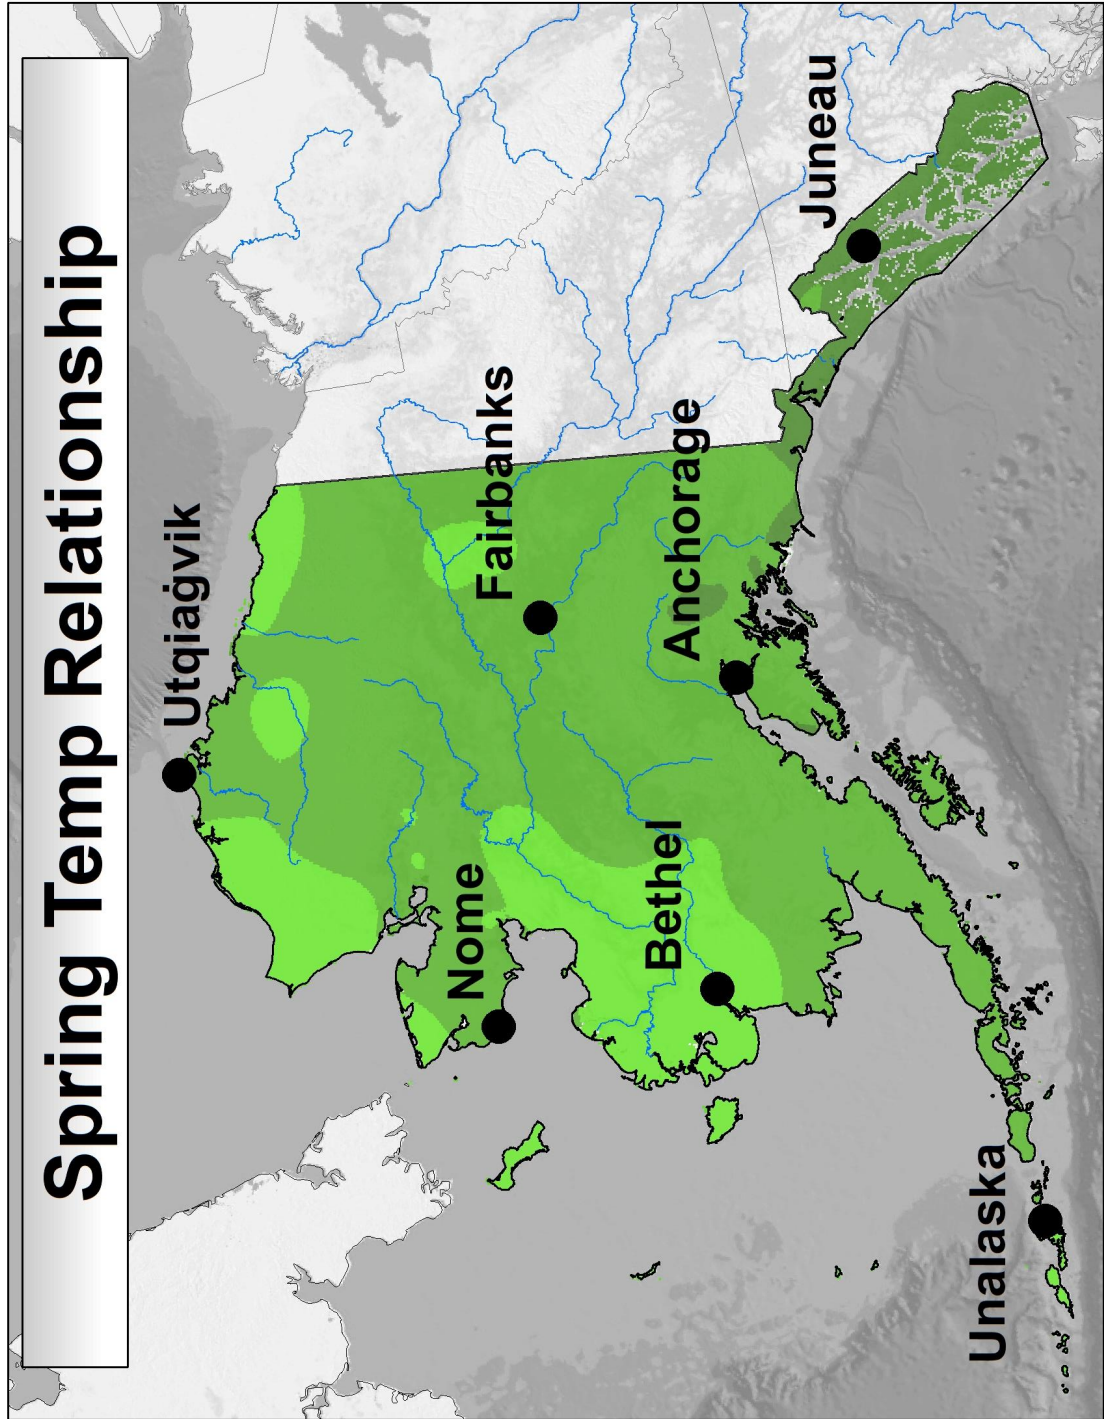 Spring Temp Relationship
Utqiaġvik
Fairbanks
Nome
Juneau
Anchorage
Bethel
Unalaska